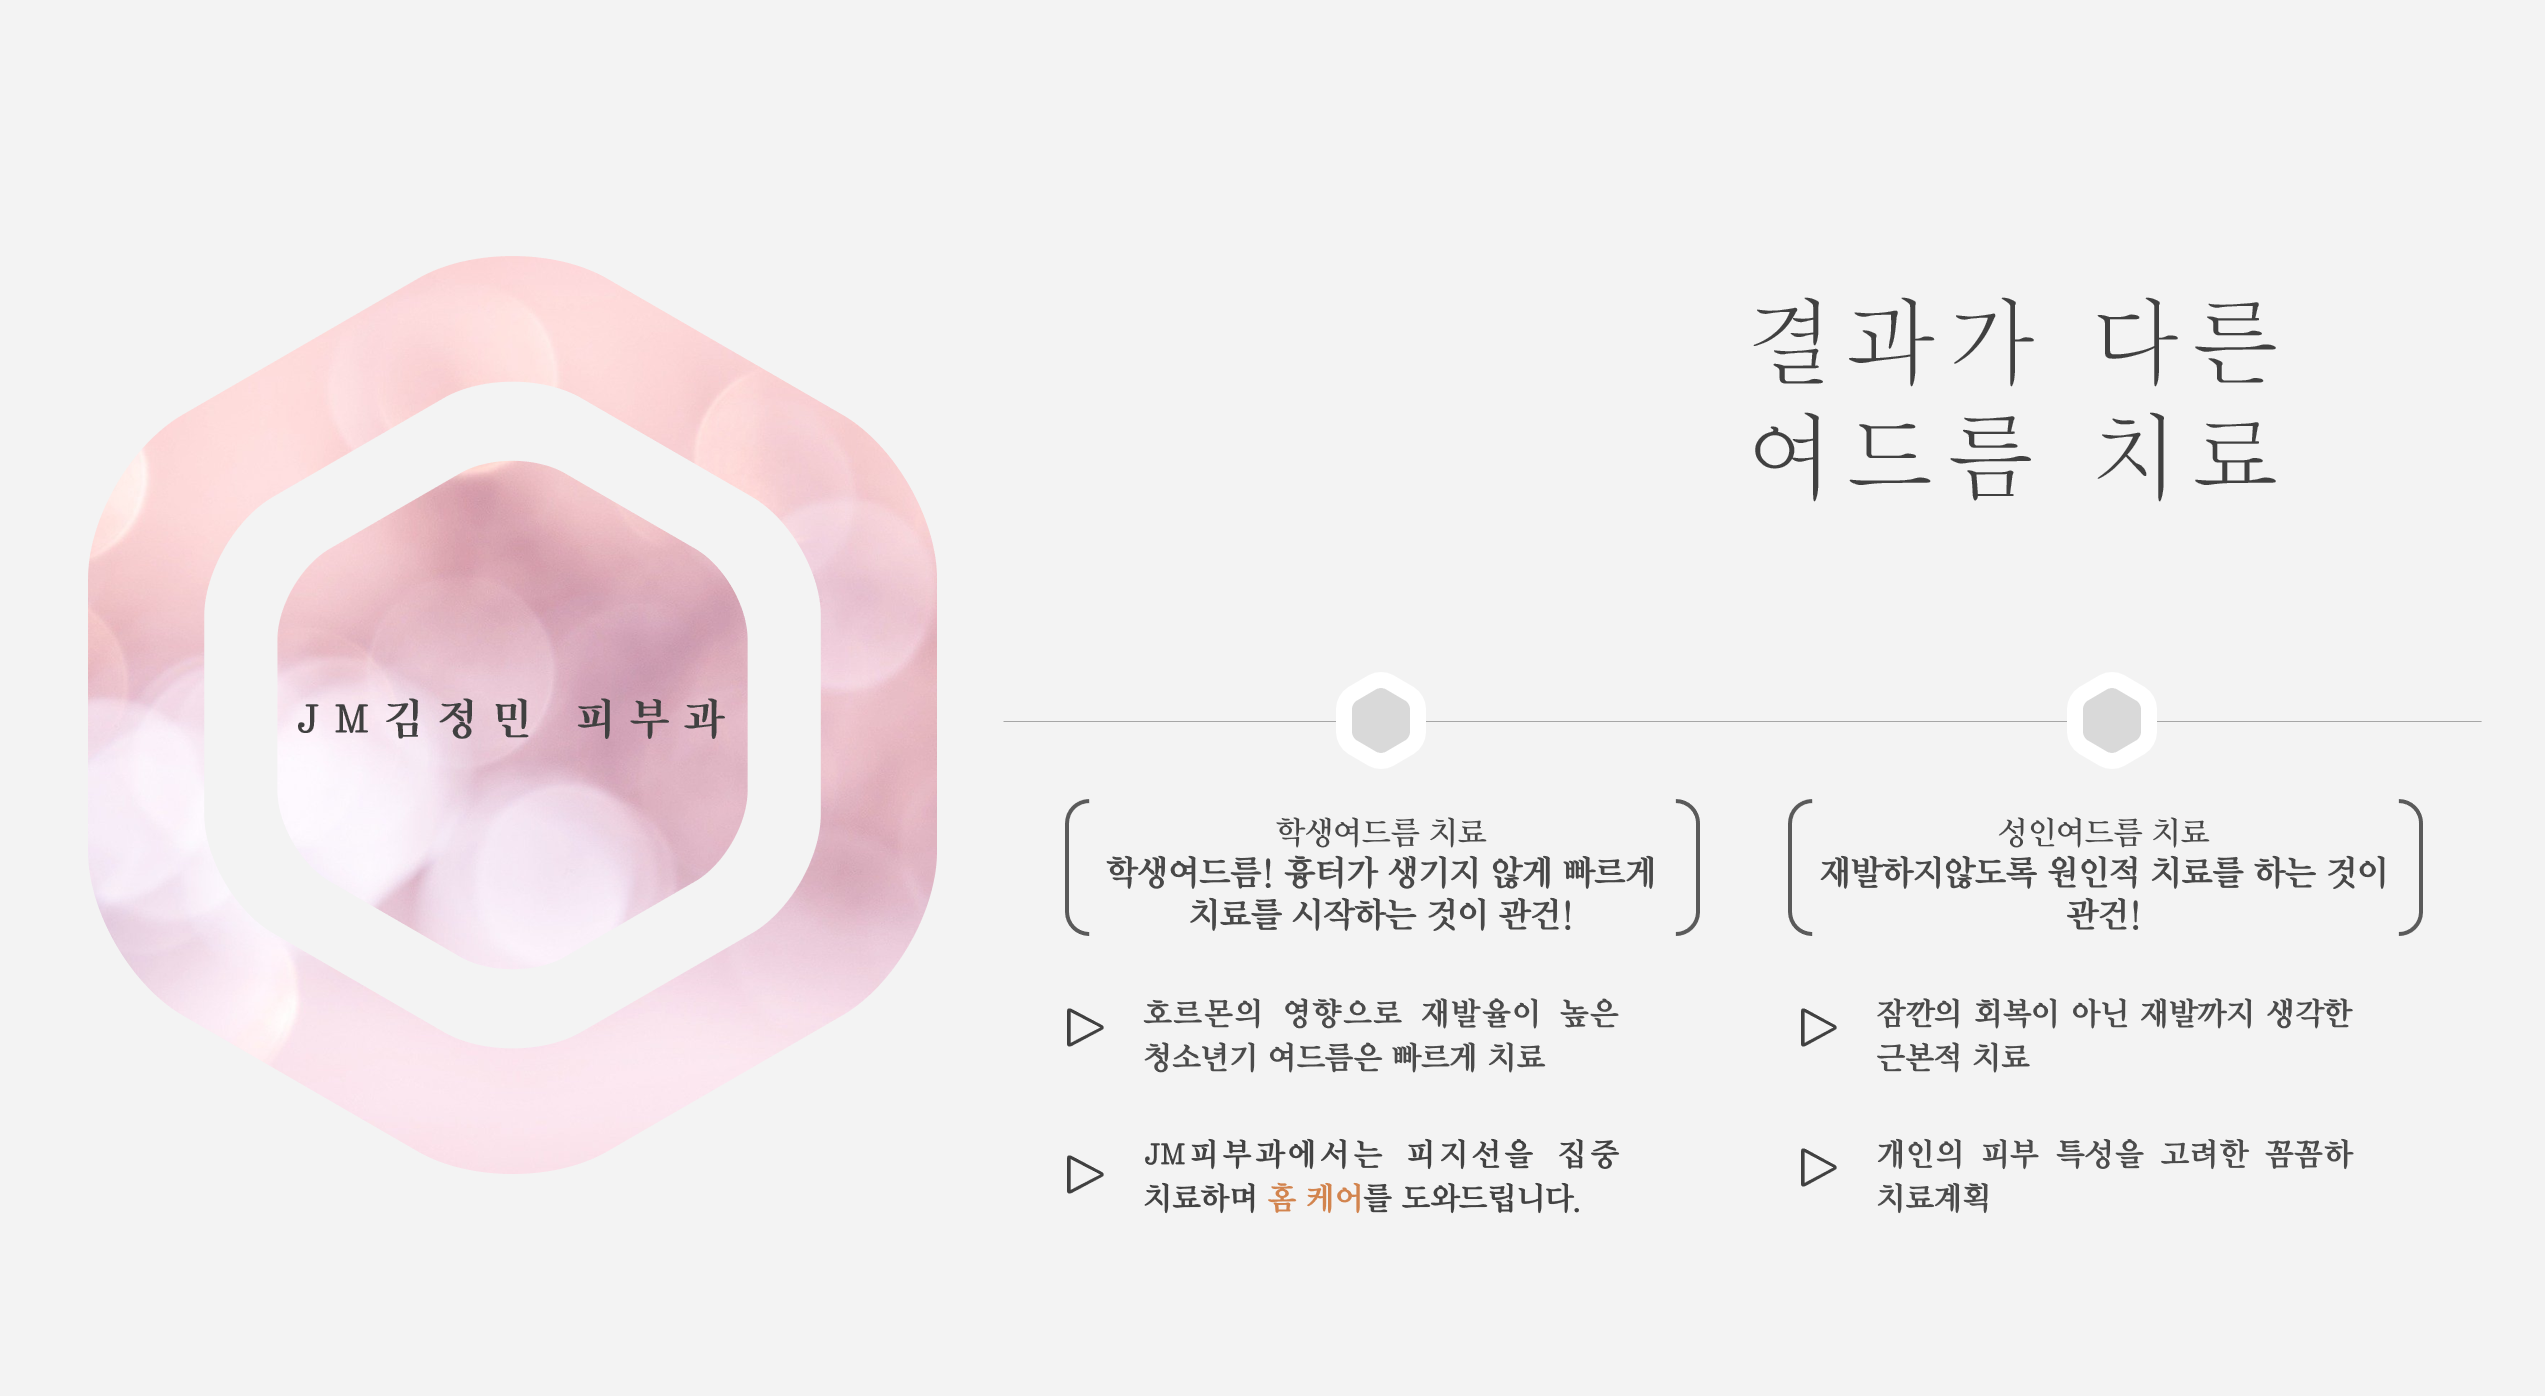 결과가 다른
여드름 치료
JM김정민 피부과
학생여드름 치료
학생여드름! 흉터가 생기지 않게 빠르게
치료를 시작하는 것이 관건!
호르몬의 영향으로 재발율이 높은
청소년기 여드름은 빠르게 치료
JM피부과에서는 피지선을 집중
치료하며 홈 케어를 도와드립니다.
성인여드름 치료
재발하지않도록 원인적 치료를 하는 것이
관건!
잠깐의 회복이 아닌 재발까지 생각한
근본적 치료
개인의 피부 특성을 고려한 꼼꼼하
치료계획